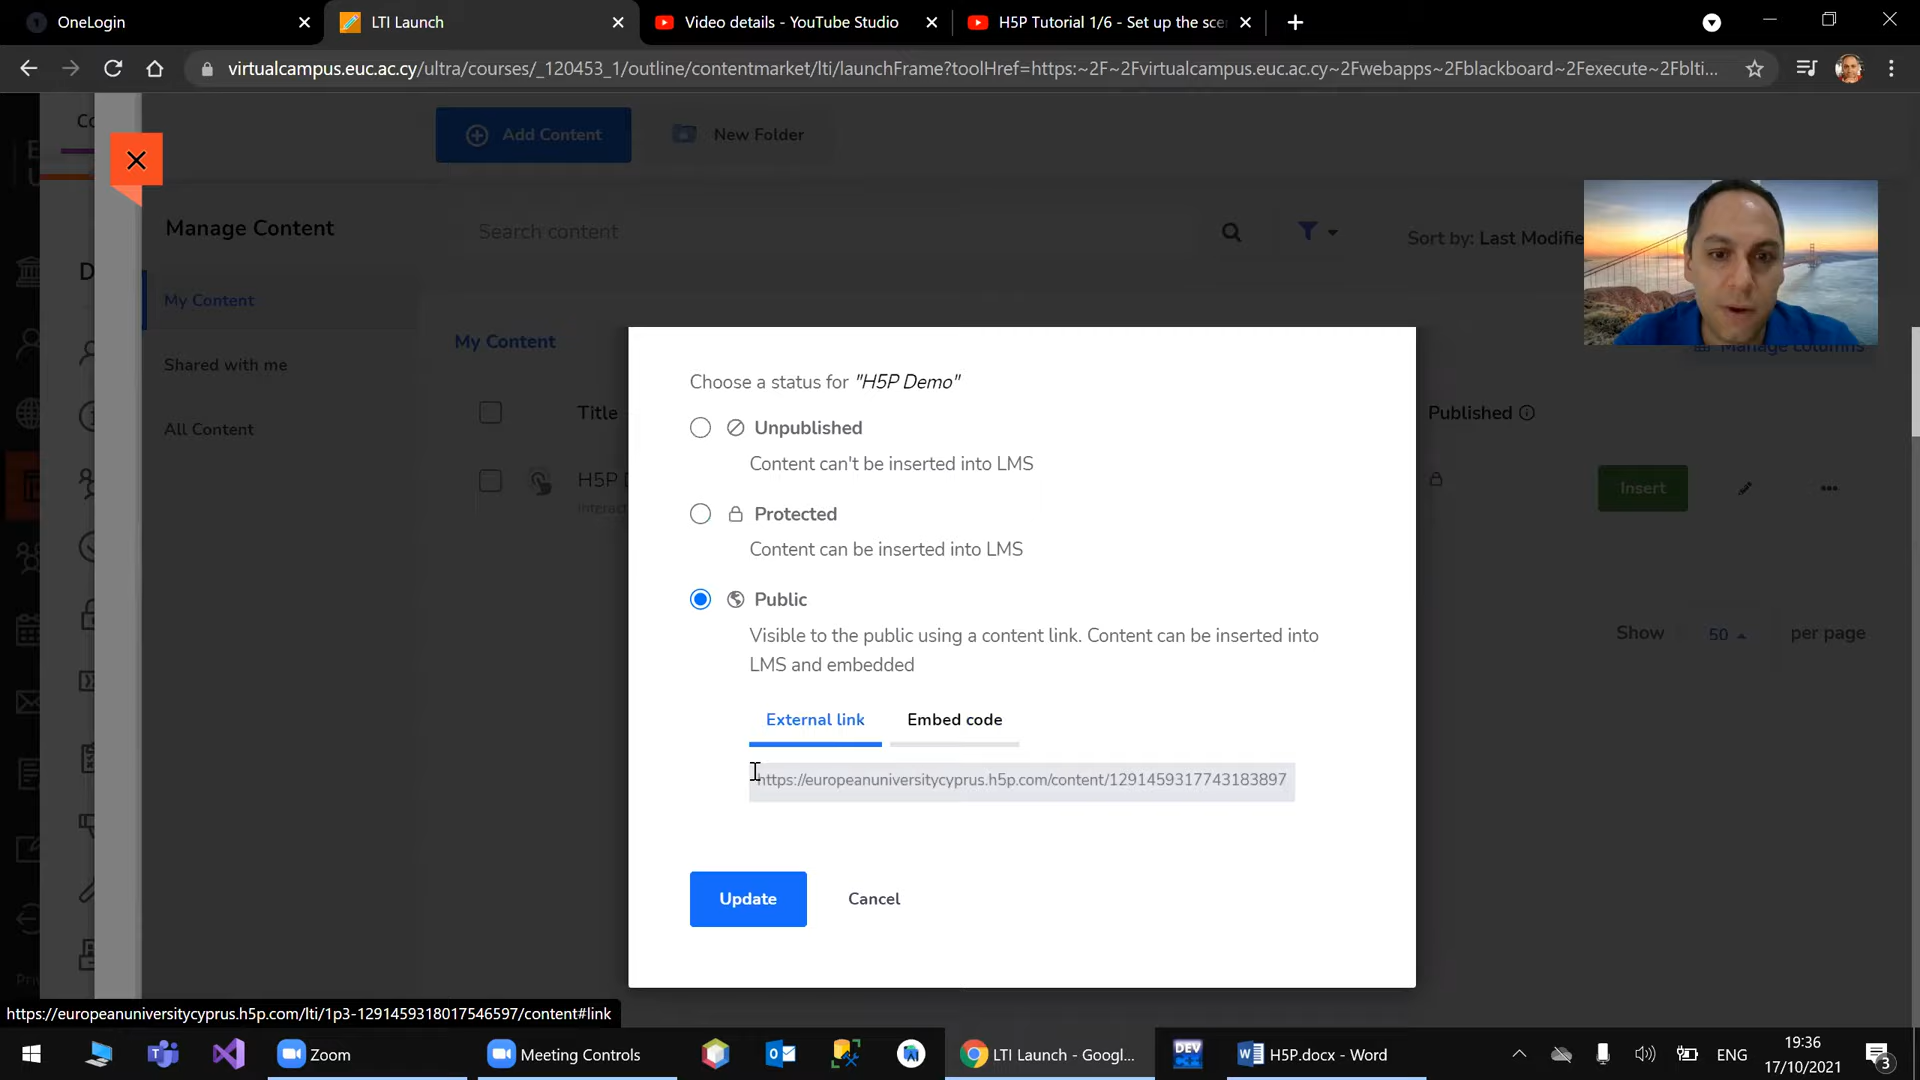 OneLogin
LTI Launch
Video details - YouTube Studio
H5P Tutorial 1/6 - Set up the sce
virtualcampus.euc.ac.cy/ultra/courses/_120453_1/outline/contentmarket/lti/launchFrame?toolHref=https:~2F~2Fvirtualcampus.euc.ac.cy~2Fwebapps~2Fblackboard~2Fexecute~2Fblti...
Add Content
New Folder
Manage Content
Search content
Sort by: Last Modifie
My Content
Shared with me
All Content
My Content
Manage columns
Title
Published
H5P
Insert
Show 50 per page
Choose a status for "H5P Demo"
Unpublished
Content can't be inserted into LMS
Protected
Content can be inserted into LMS
Public
Visible to the public using a content link. Content can be inserted into
LMS and embedded
External link
Embed code
https://europeanuniversitycyprus.h5p.com/content/1291459317743183897
Update
Cancel
https://europeanuniversitycyprus.h5p.com/lti/1p3-1291459318017546597/content#link
Zoom
Meeting Controls
LTI Launch - Googl...
DEV
H5P.docx - Word
ENG
19:36
17/10/2021
3